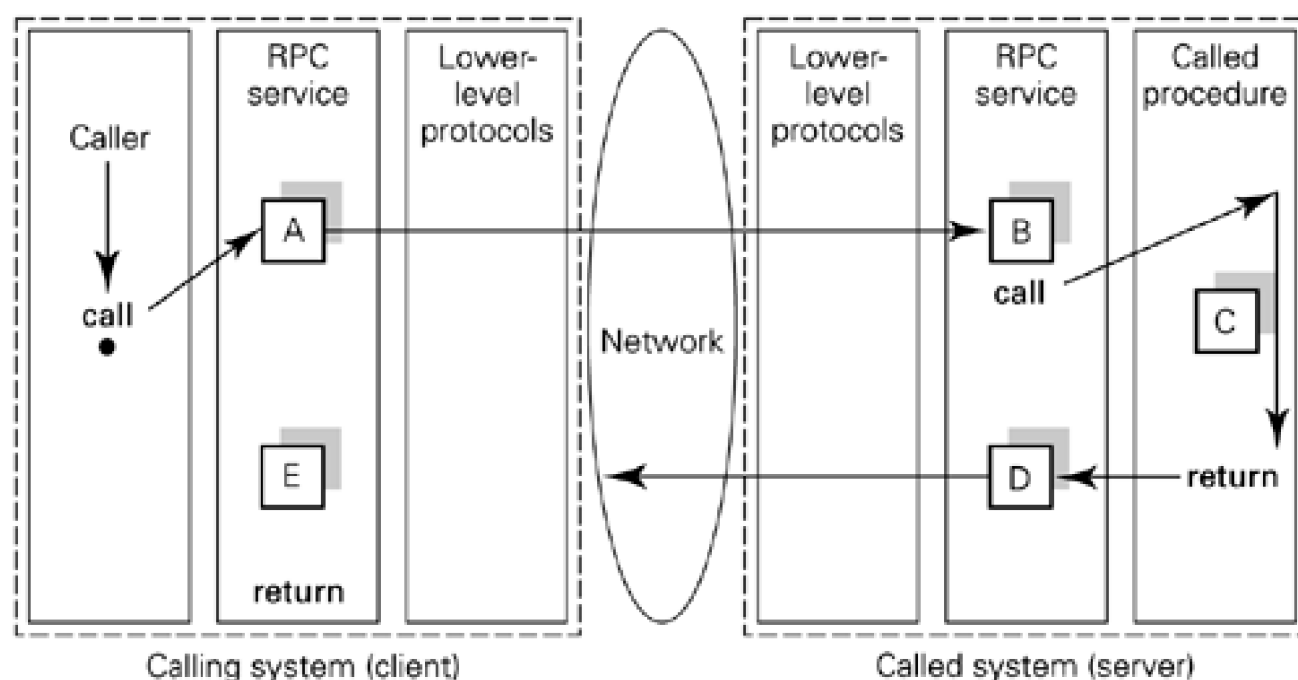 RPC
service
Lower-
level
protocols
Caller
A
call
E
return
Network
Lower-
level
protocols
RPC
service
Called
procedure
B
call
C
D
return
Calling system (client)
Called system (server)